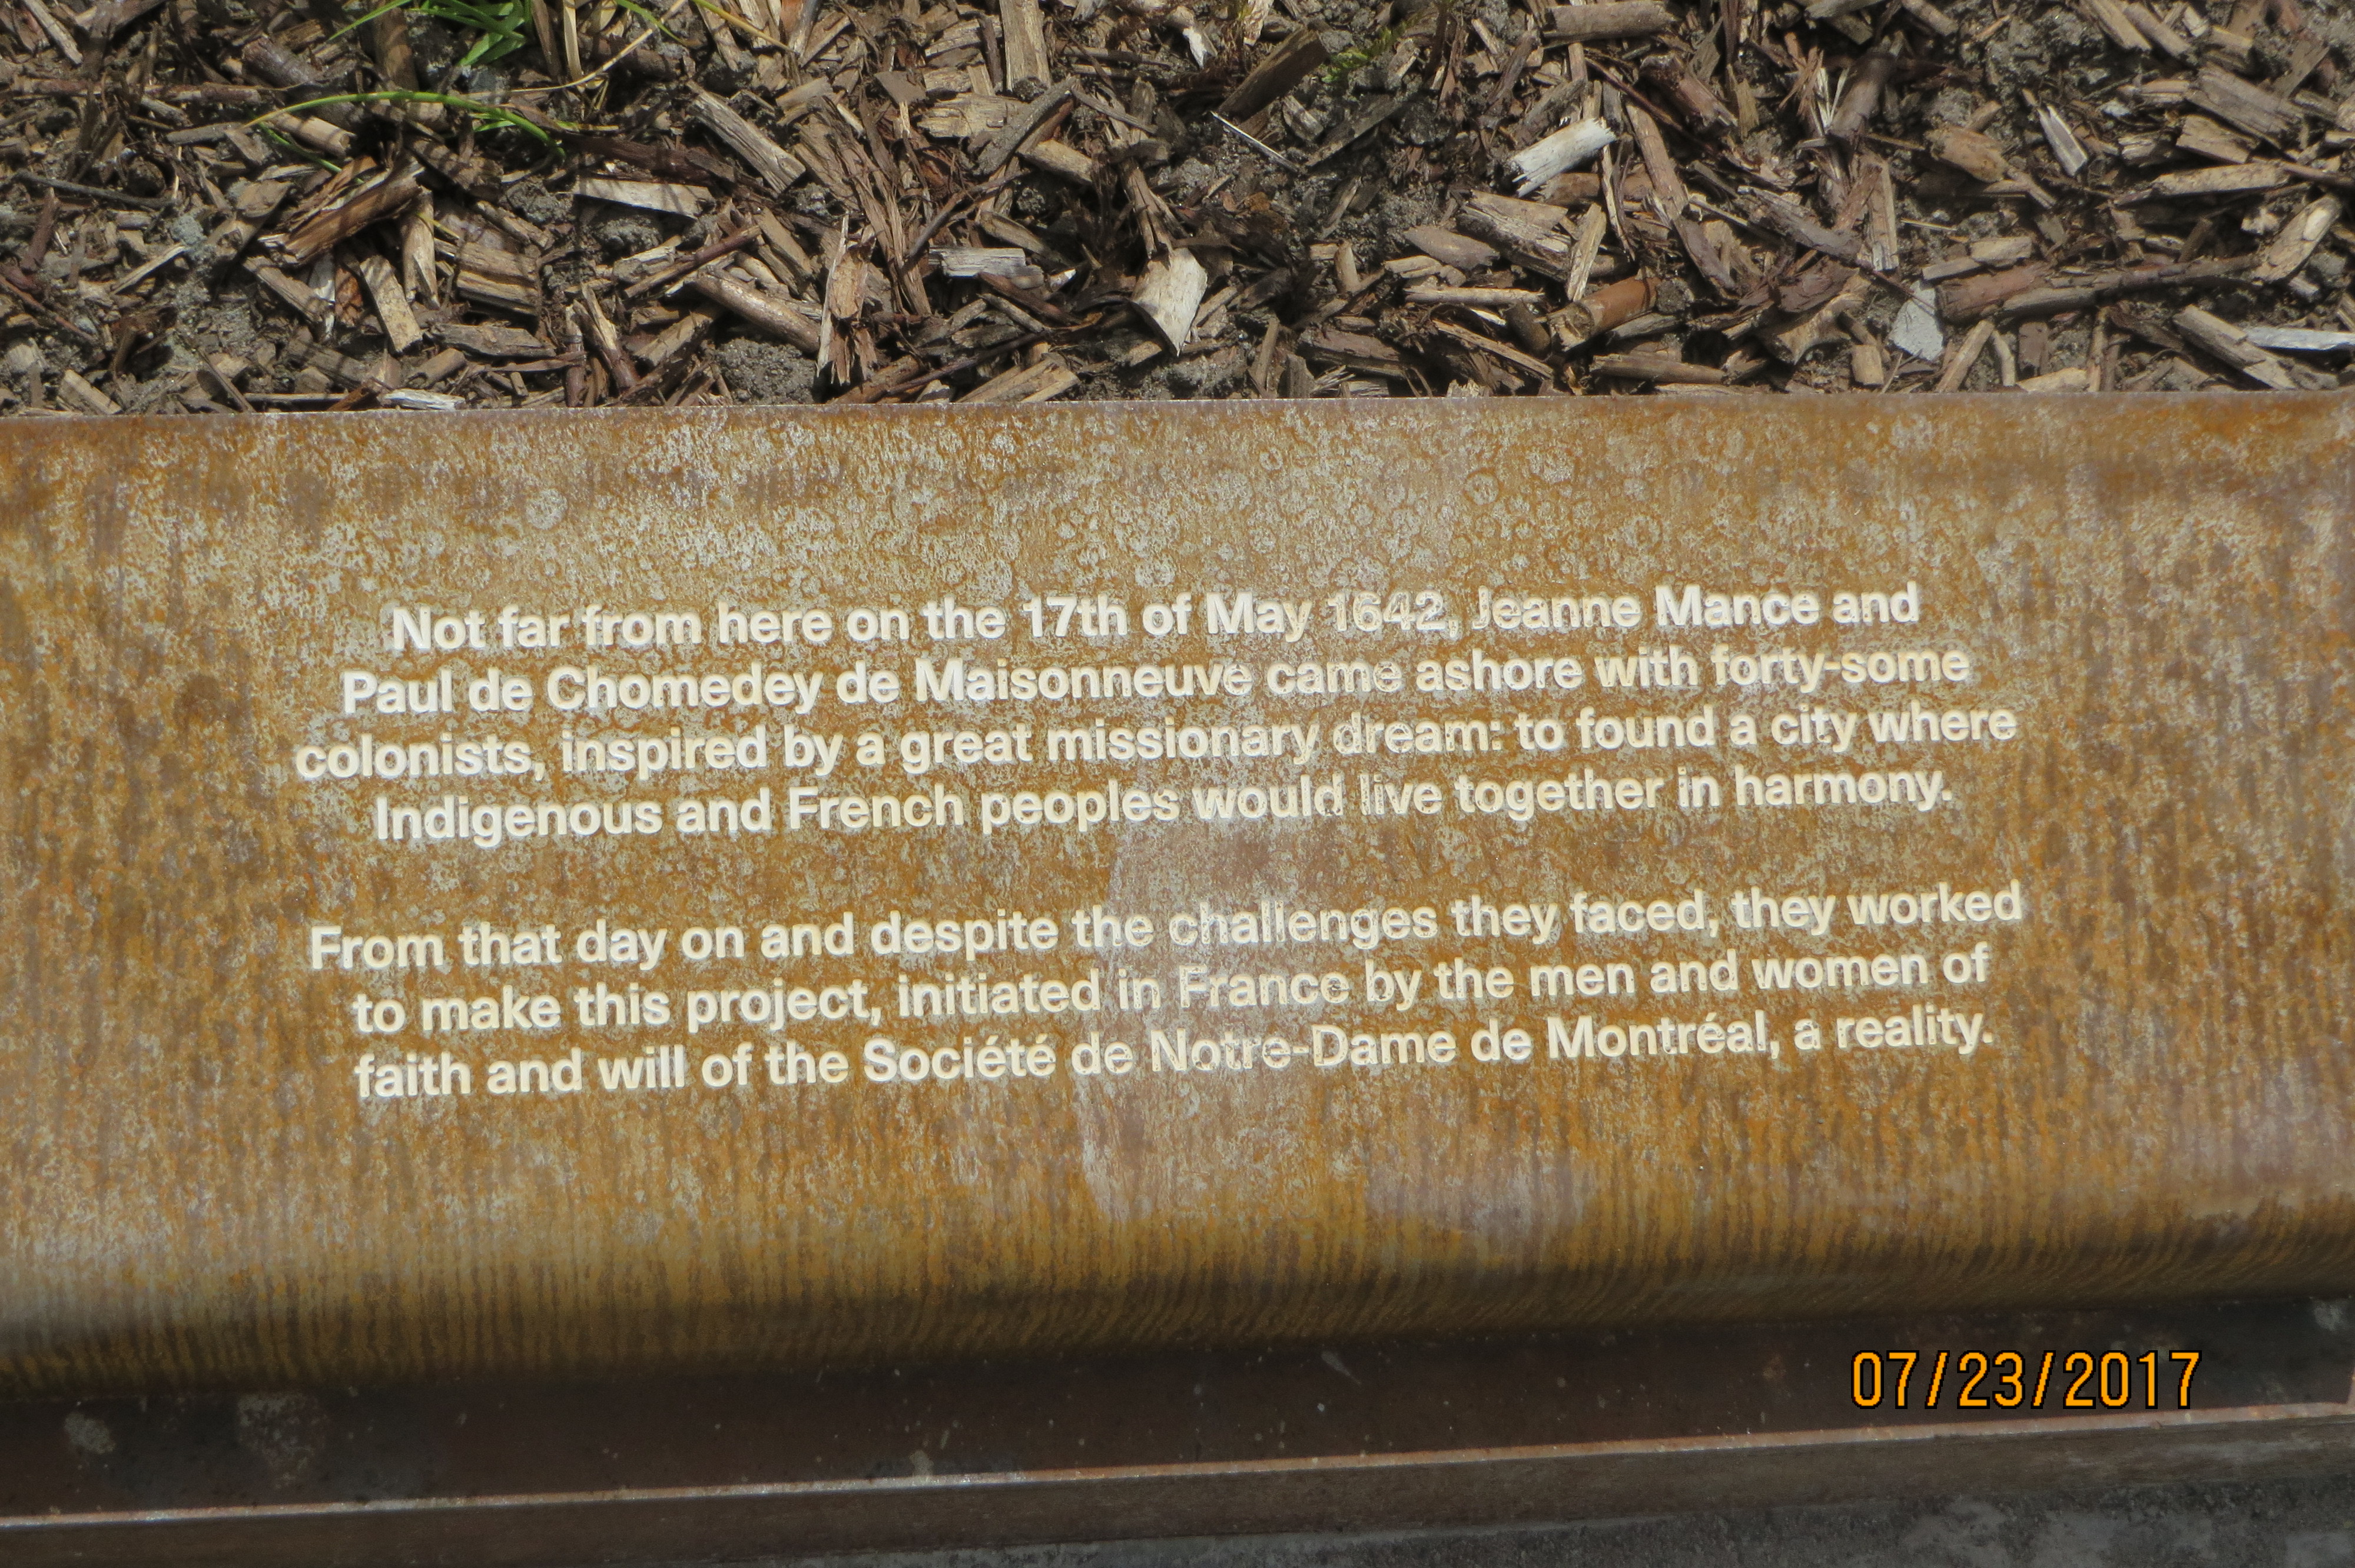 Not far from here on the 17th of May 1642, Jeanne Mance and
Paul de Chomedey de Maisonneuve came ashore with forty-some
colonists, inspired by a great missionary dream: to found a city where
Indigenous and French peoples would live together in harmony.
From that day on and despite the challenges they faced, they worked
to make this project, initiated in France by the men and women of
faith and will of the Société de Notre-Dame de Montréal, a reality.
07/23/2017